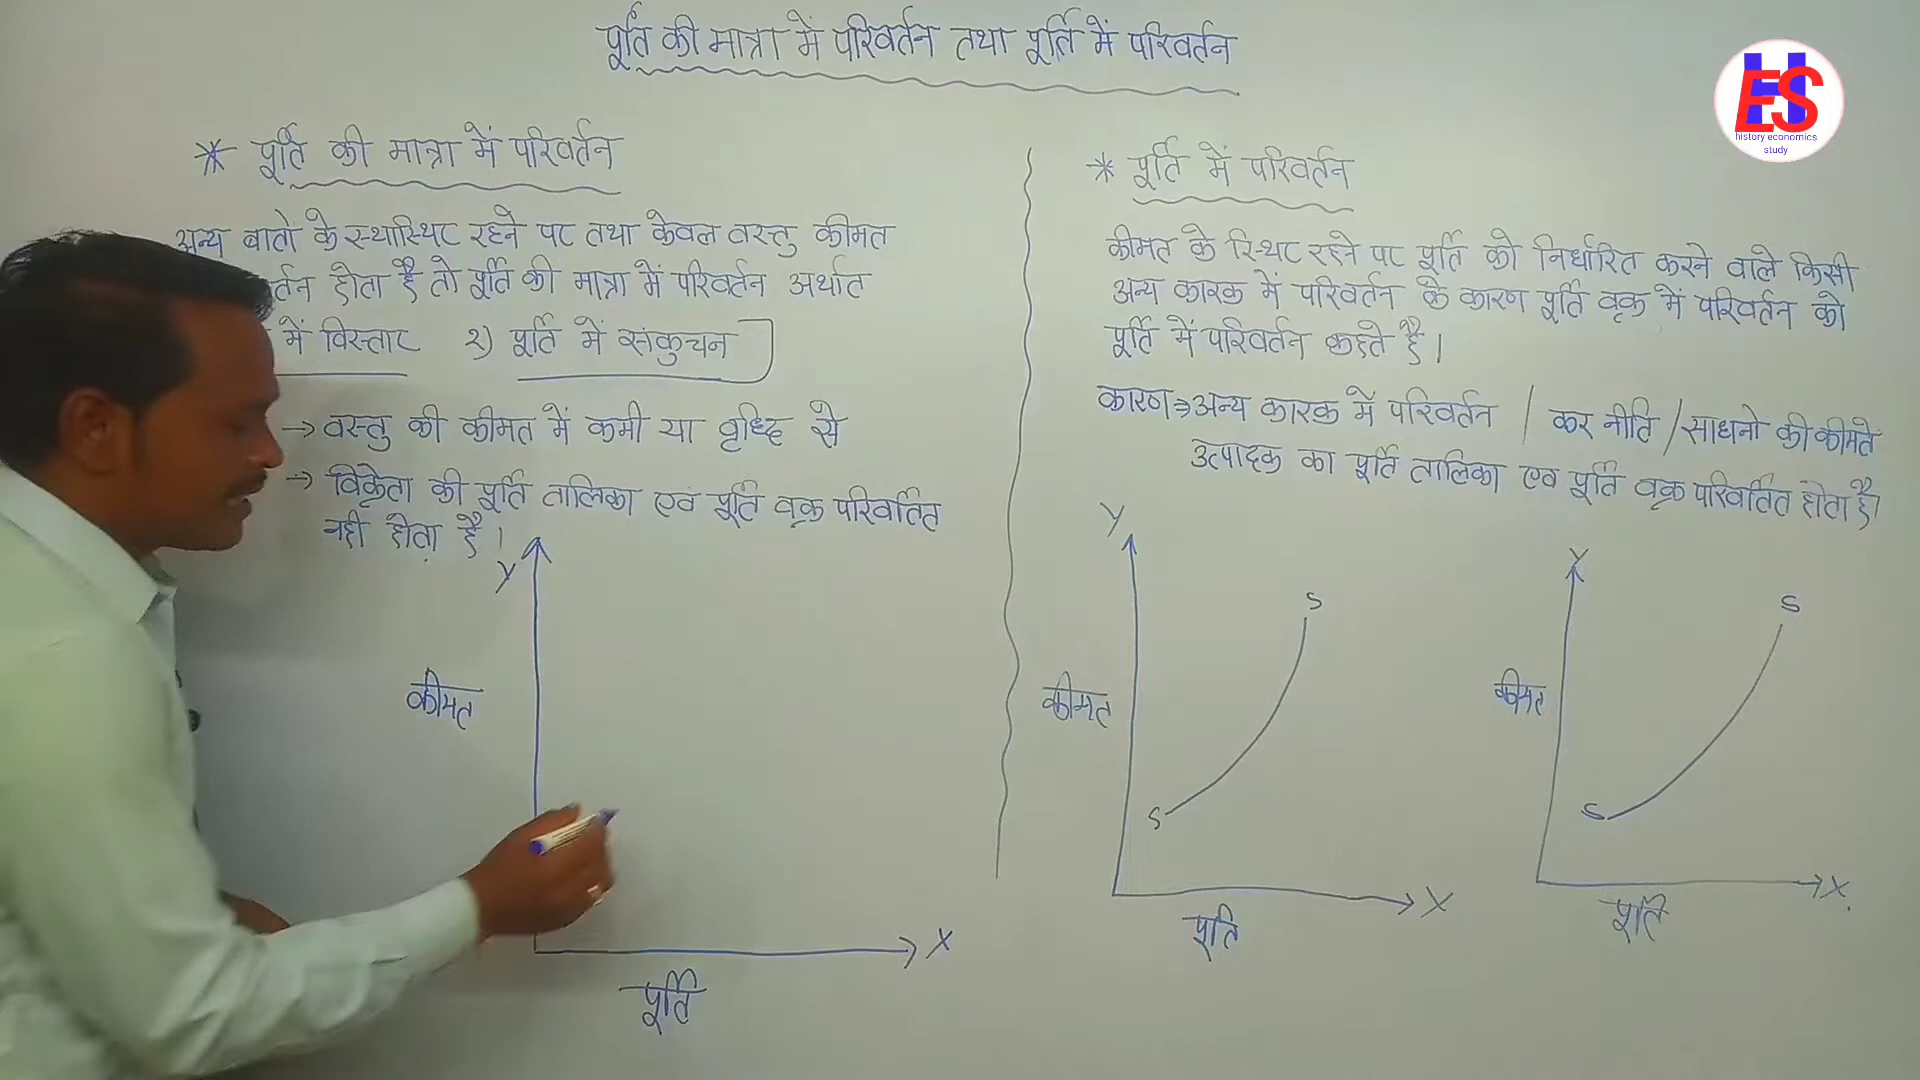 पूर्ति की मात्रा में परिवर्तन तथा पूर्ति में परिवर्तन
HES
history economics
study
* पूर्ति की मात्रा में परिवर्तन
अन्य बातो के स्थास्थिर रहने पर तथा केवल वस्तु कीमत
र्तन होता है तो पूर्ति की मात्रा में परिवर्तन अर्थात
में विस्तार २) पूर्ति में संकुचन
→ वस्तु की कीमत में कमी या वृध्दि से
→ विक्रेता की पूर्ति तालिका एवं पूर्ति वक्र परिवर्तित
नही होता है।
Y
कीमत
X
पूर्ति
* पूर्ति में परिवर्तन
कीमत के स्थिर रहने पर पूर्ति को निर्धारित करने वाले किसी
अन्य कारक में परिवर्तन के कारण पूर्ति वक्र में परिवर्तन को
पूर्ति में परिवर्तन कहते है।
कारण⇒ अन्य कारक में परिवर्तन / कर नीति / साधनो की कीमते
उत्पादक का पूर्ति तालिका एवं पूर्ति वक्र परिवर्तित होता है।
Y
S
कीमत
S
X
पूर्ति
Y
S
कीमत
S
X
पूर्ति